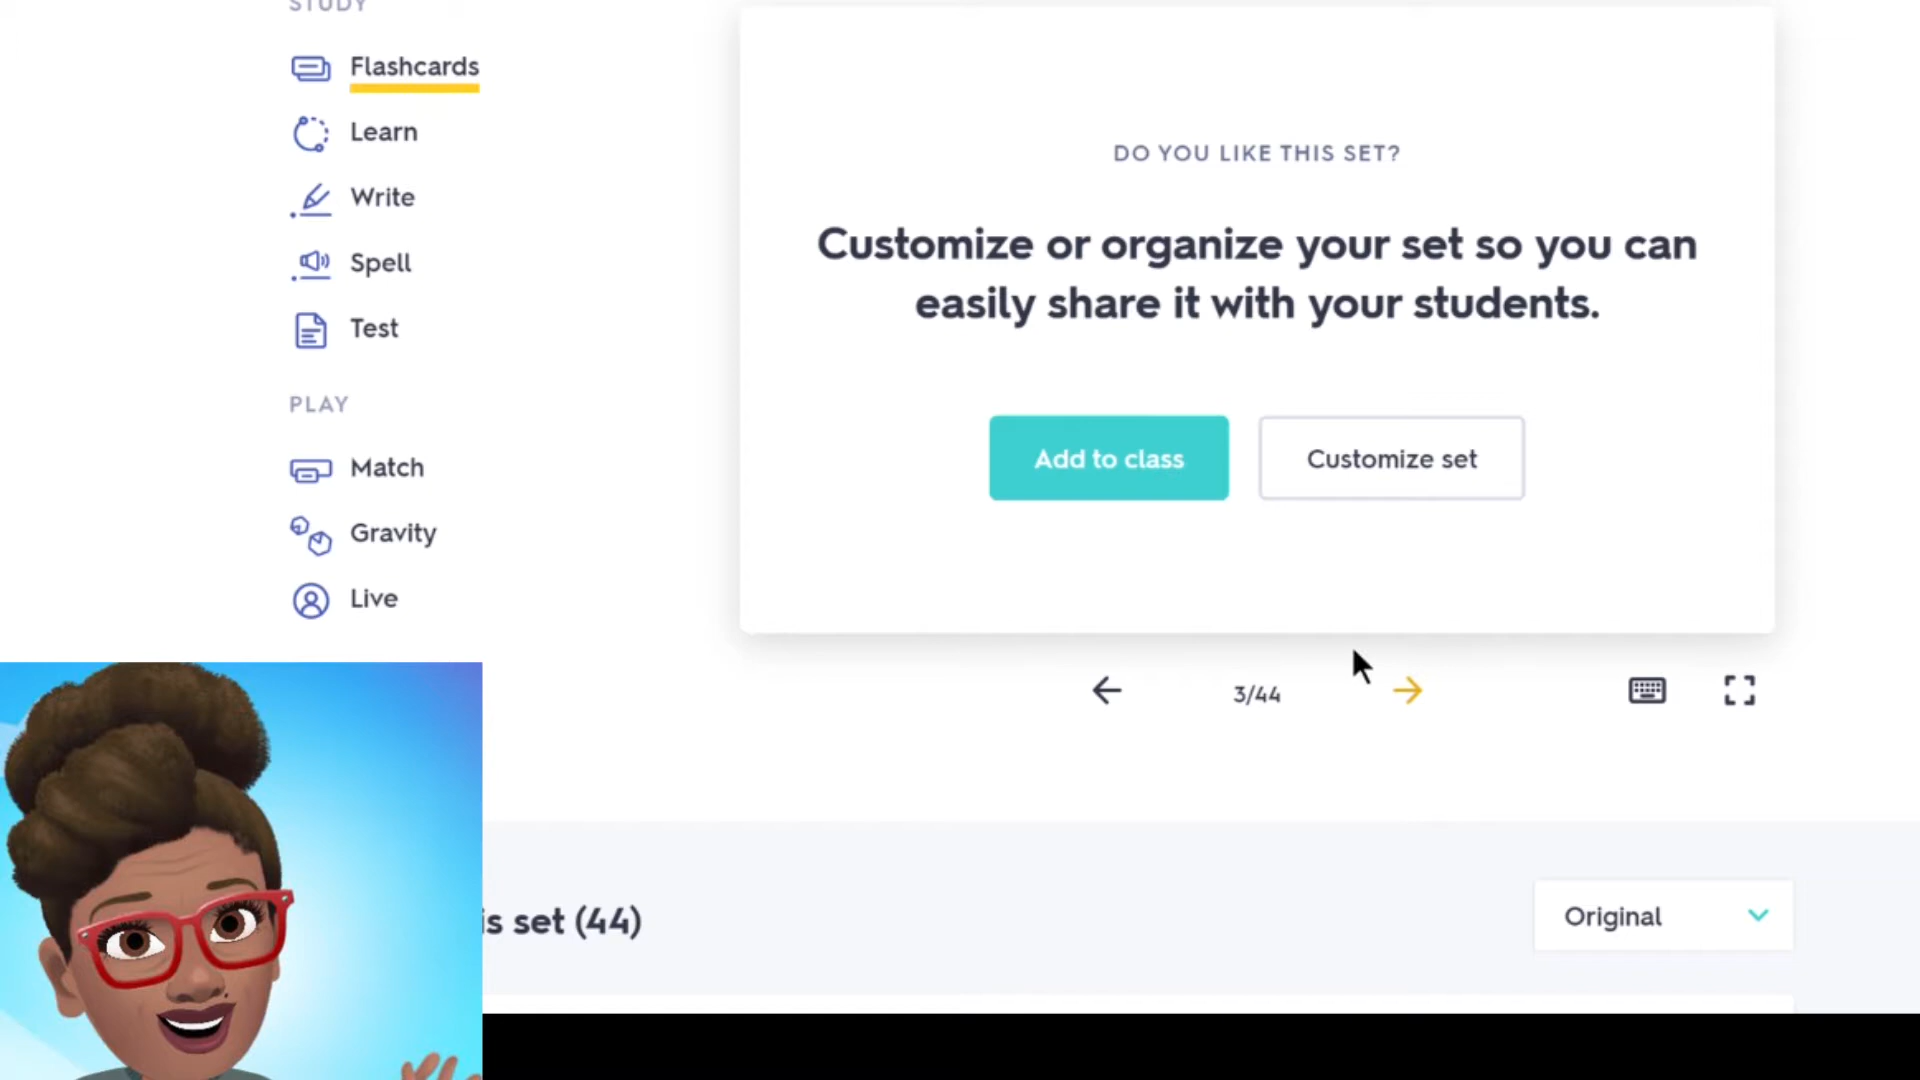 STUDY
Flashcards
Learn
Write
Spell
Test
PLAY
Match
Gravity
Live
DO YOU LIKE THIS SET?
Customize or organize your set so you can
easily share it with your students.
Add to class
Customize set
3/44
is set (44)
Original